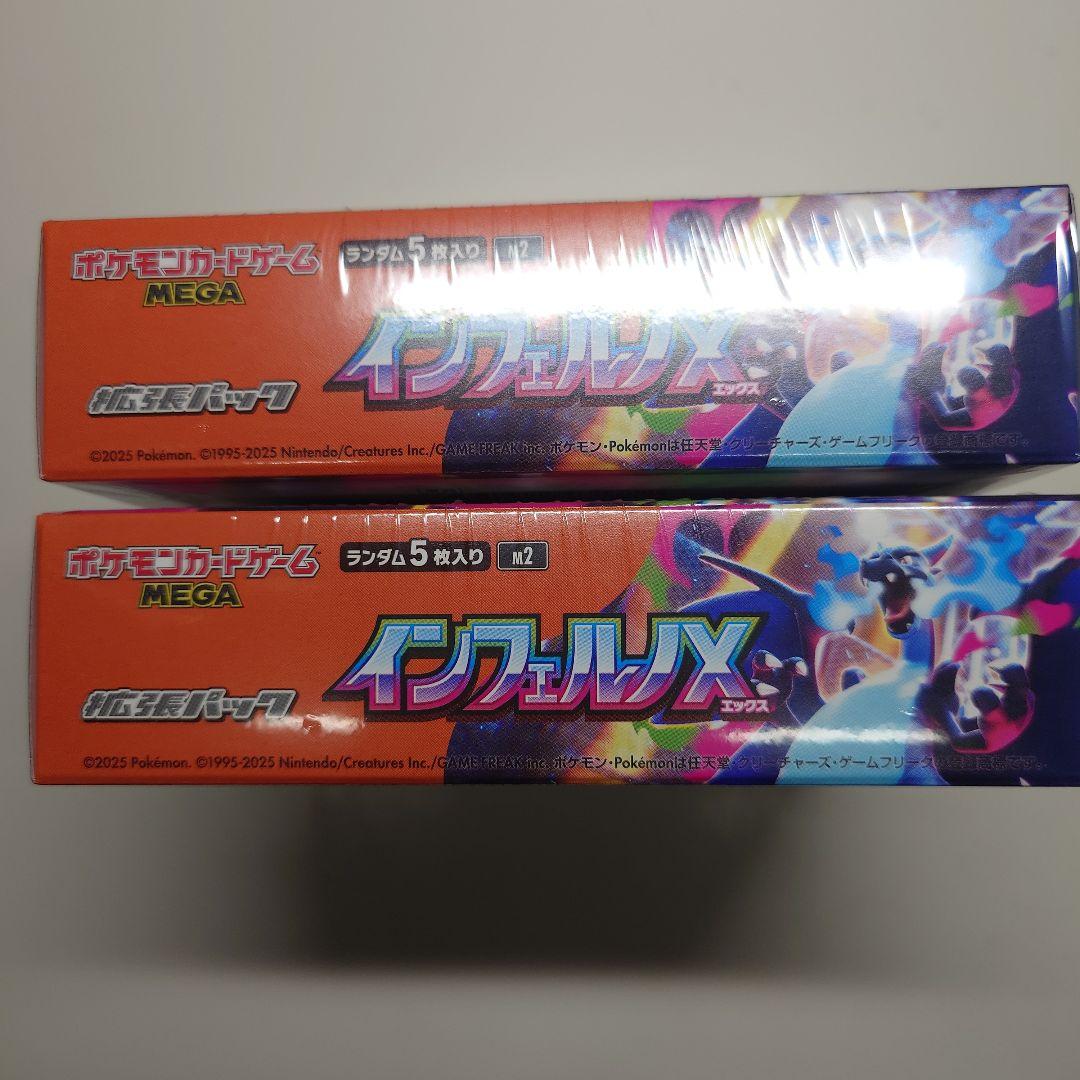 ポケモンカードゲーム
MEGA
ランダム5枚入り
M2
インフェルノX
エックス
拡張パック
©2025 Pokémon. ©1995-2025 Nintendo/Creatures Inc./GAME FREAK inc. ポケモン・Pokémonは任天堂・クリーチャーズ・ゲームフリークの登録商標です。
ポケモンカードゲーム
MEGA
ランダム5枚入り
M2
インフェルノX
エックス
拡張パック
©2025 Pokémon. ©1995-2025 Nintendo/Creatures Inc./GAME FREAK inc. ポケモン・Pokémonは任天堂・クリーチャーズ・ゲームフリークの登録商標です。